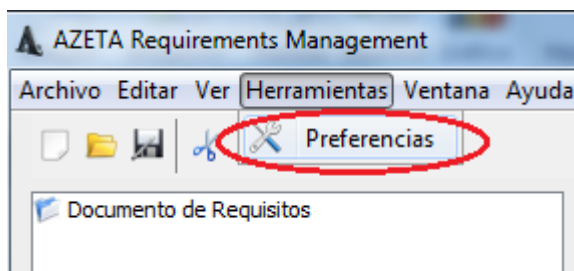 AZETA Requirements Management
Archivo Editar Ver Herramientas Ventana Ayuda
Preferencias
Documento de Requisitos